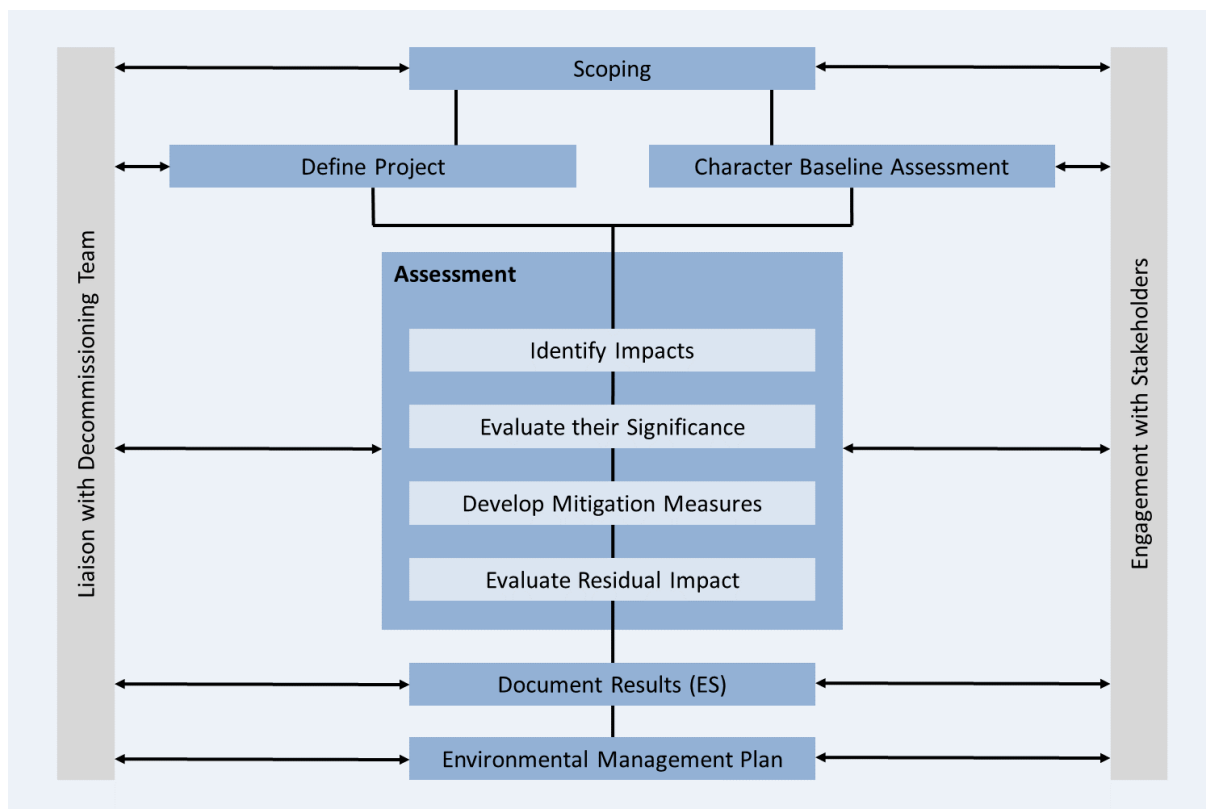 Scoping
Define Project
Character Baseline Assessment
Liaison with Decommissioning Team
Engagement with Stakeholders
Assessment
Identify Impacts
Evaluate their Significance
Develop Mitigation Measures
Evaluate Residual Impact
Document Results (ES)
Environmental Management Plan